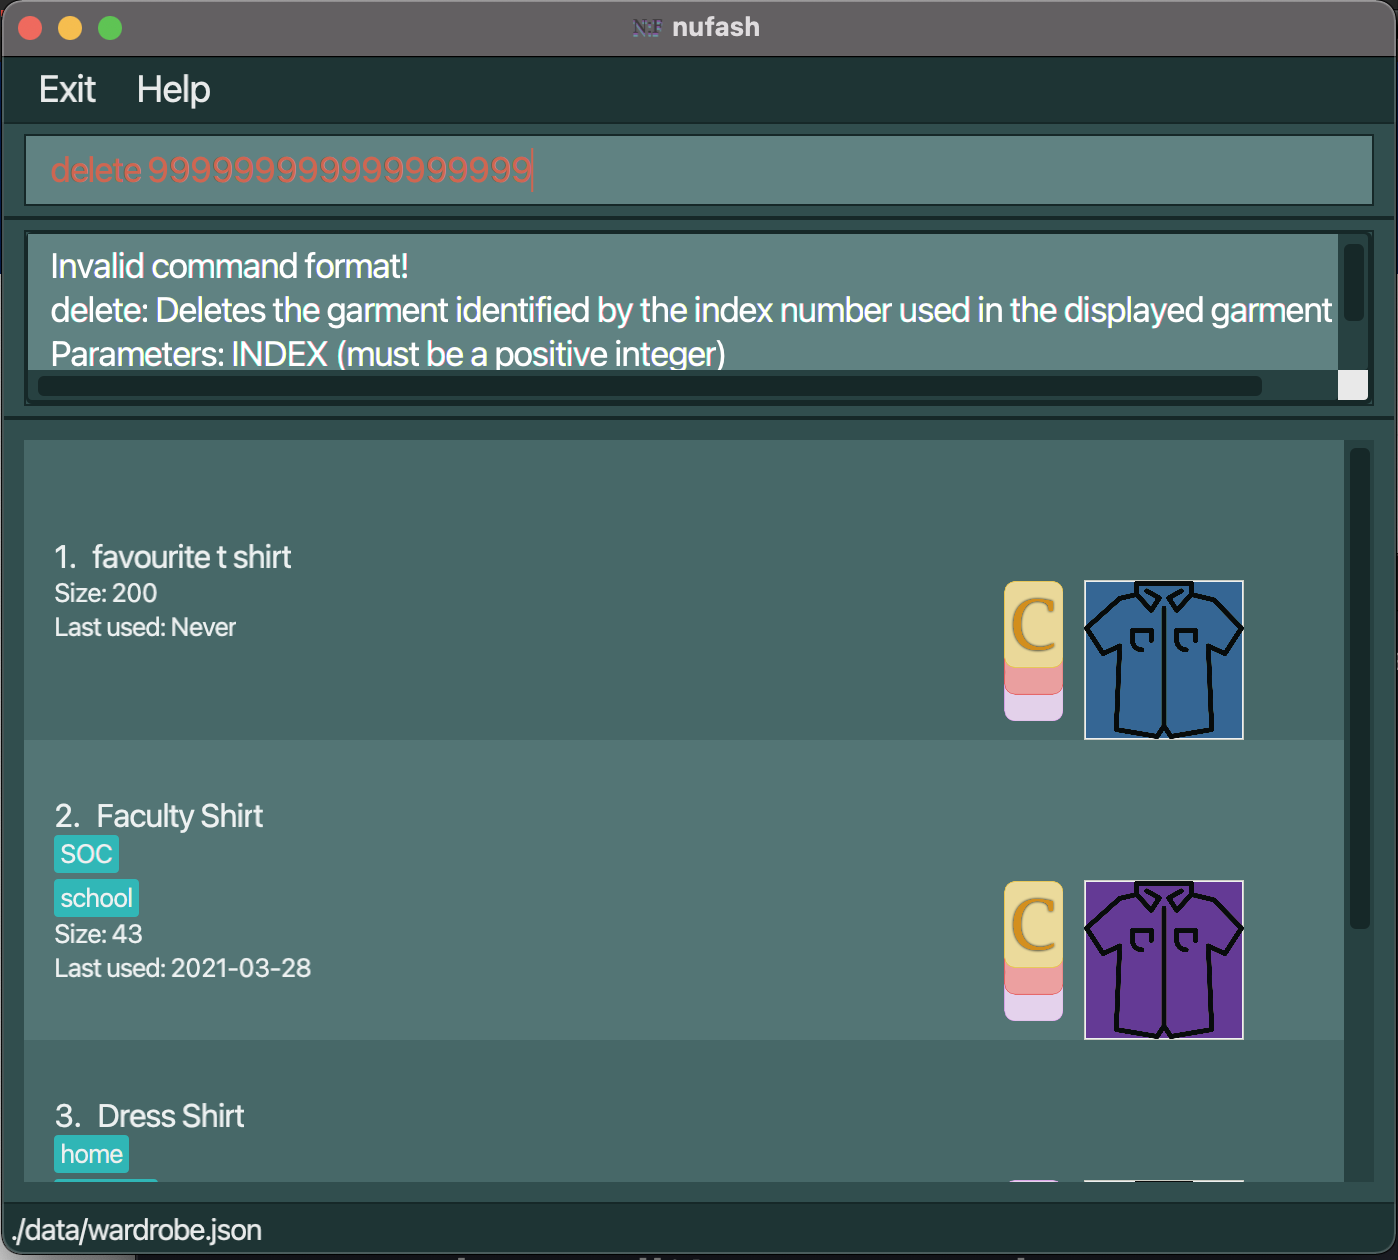 N:F nufash
Exit Help
delete 999999999999999999
Invalid command format!
delete: Deletes the garment identified by the index number used in the displayed garment
Parameters: INDEX (must be a positive integer)
1. favourite t shirt
Size: 200
Last used: Never
C
2. Faculty Shirt
SOC
school
Size: 43
Last used: 2021-03-28
C
3. Dress Shirt
home
./data/wardrobe.json